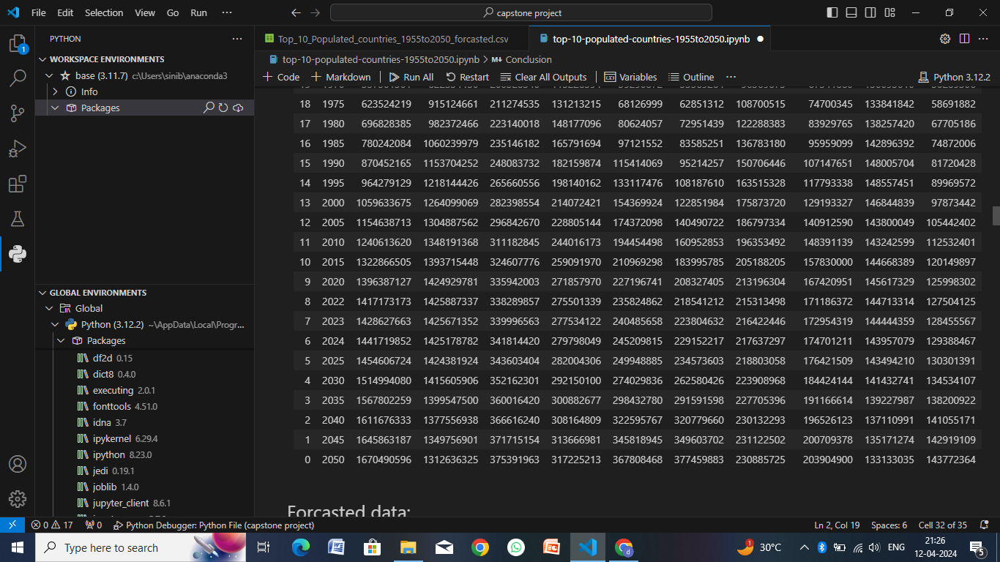 File Edit Selection View Go Run ··· capstone project
PYTHON ···
Top_10_Populated_countries_1955to2050_forcasted.csv
top-10-populated-countries-1955to2050.ipynb
WORKSPACE ENVIRONMENTS
top-10-populated-countries-1955to2050.ipynb > Conclusion
base (3.11.7) c:\Users\sinib\anaconda3
+ Code + Markdown Run All Restart Clear All Outputs Variables Outline ··· Python 3.12.2
Info
Packages
18 1975 623524219 915124661 211274535 131213215 68126999 62851312 108700515 74700345 133841842 58691882
17 1980 696828385 982372466 223140018 148177096 80624057 72951439 122288383 83929765 138257420 67705186
16 1985 780242084 1060239979 235146182 165791694 97121552 83585251 136783180 95959099 142896392 74872006
15 1990 870452165 1153704252 248083732 182159874 115414069 95214257 150706446 107147651 148005704 81720428
14 1995 964279129 1218144426 265660556 198140162 133117476 108187610 163515328 117793338 148557451 89969572
13 2000 1059633675 1264099069 282398554 214072421 154369924 122851984 175873720 129193327 146844839 97873442
12 2005 1154638713 1304887562 296842670 228805144 174372098 140490722 186797334 140912590 143800049 105442402
11 2010 1240613620 1348191368 311182845 244016173 194454498 160952853 196353492 148391139 143242599 112532401
10 2015 1322866505 1393715448 324607776 259091970 210969298 183995785 205188205 157830000 144668389 120149897
9 2020 1396387127 1424929781 335942003 271857970 227196741 208327405 213196304 167420951 145617329 125998302
8 2022 1417173173 1425887337 338289857 275501339 235824862 218541212 215313498 171186372 144713314 127504125
7 2023 1428627663 1425671352 339996563 277534122 240485658 223804632 216422446 172954319 144444359 128455567
6 2024 1441719852 1425178782 341814420 279798049 245209815 229152217 217637297 174701211 143957079 129388467
5 2025 1454606724 1424381924 343603404 282004306 249948885 234573603 218803058 176421509 143494210 130301391
4 2030 1514994080 1415605906 352162301 292150100 274029836 262580426 223908968 184424144 141432741 134534107
3 2035 1567802259 1399547500 360016420 300882677 298432780 291591598 227705396 191166614 139227987 138200922
2 2040 1611676333 1377556938 366616240 308164809 322595767 320779660 230132293 196526123 137110991 141055171
1 2045 1645863187 1349756901 371715154 313666981 345818945 349603702 231122502 200709378 135171274 142919109
0 2050 1670490596 1312636325 375391963 317225213 367808468 377459883 230885725 203904900 133133035 143772364
Forcasted data:
GLOBAL ENVIRONMENTS
Global
Python (3.12.2) ~\AppData\Local\Progr...
Packages
df2d 0.15
dict8 0.4.0
executing 2.0.1
fonttools 4.51.0
idna 3.7
ipykernel 6.29.4
ipython 8.23.0
jedi 0.19.1
joblib 1.4.0
jupyter_client 8.6.1
0 17 0 Python Debugger: Python File (capstone project) Ln 2, Col 19 Spaces: 6 Cell 32 of 35
Type here to search
30°C ENG 21:26
12-04-2024